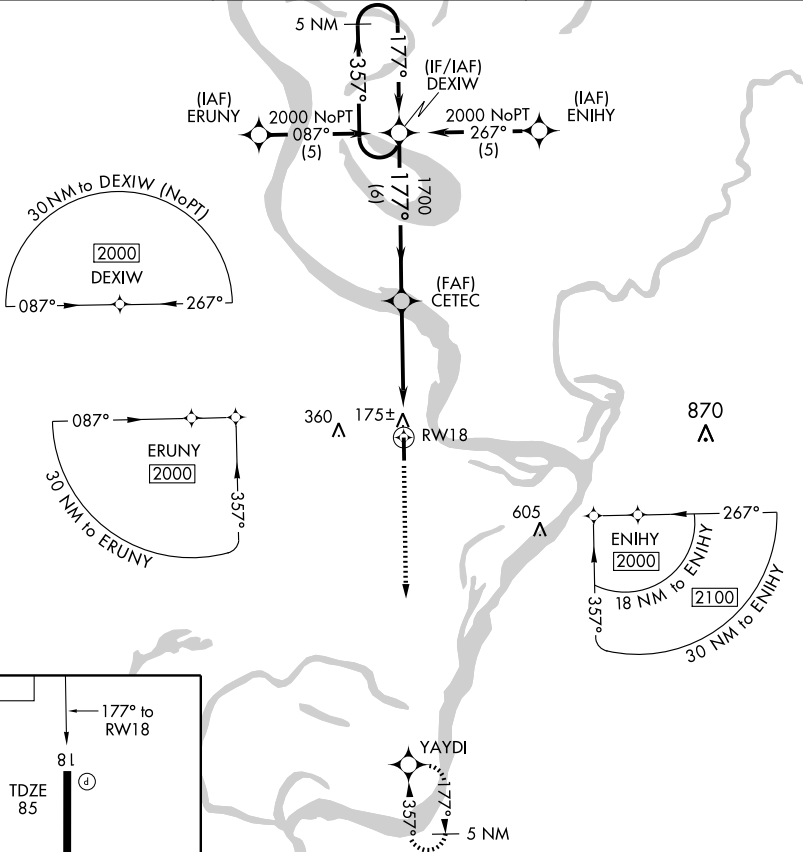 5 NM
177°
357°
(IF/IAF)
DEXIW
(IAF)
ERUNY
2000 NoPT
087°
(5)
2000 NoPT
267°
(5)
(IAF)
ENIHY
1700
177°
(6)
30 NM to DEXIW (NoPT)
2000
DEXIW
087°
267°
(FAF)
CETEC
087°
ERUNY
2000
357°
30 NM to ERUNY
360
175±
RW18
870
605
ENIHY
2000
267°
18 NM to ENIHY
2100
357°
30 NM to ENIHY
177° to
RW18
18
P
TDZE
85
YAYDI
357°
177°
5 NM